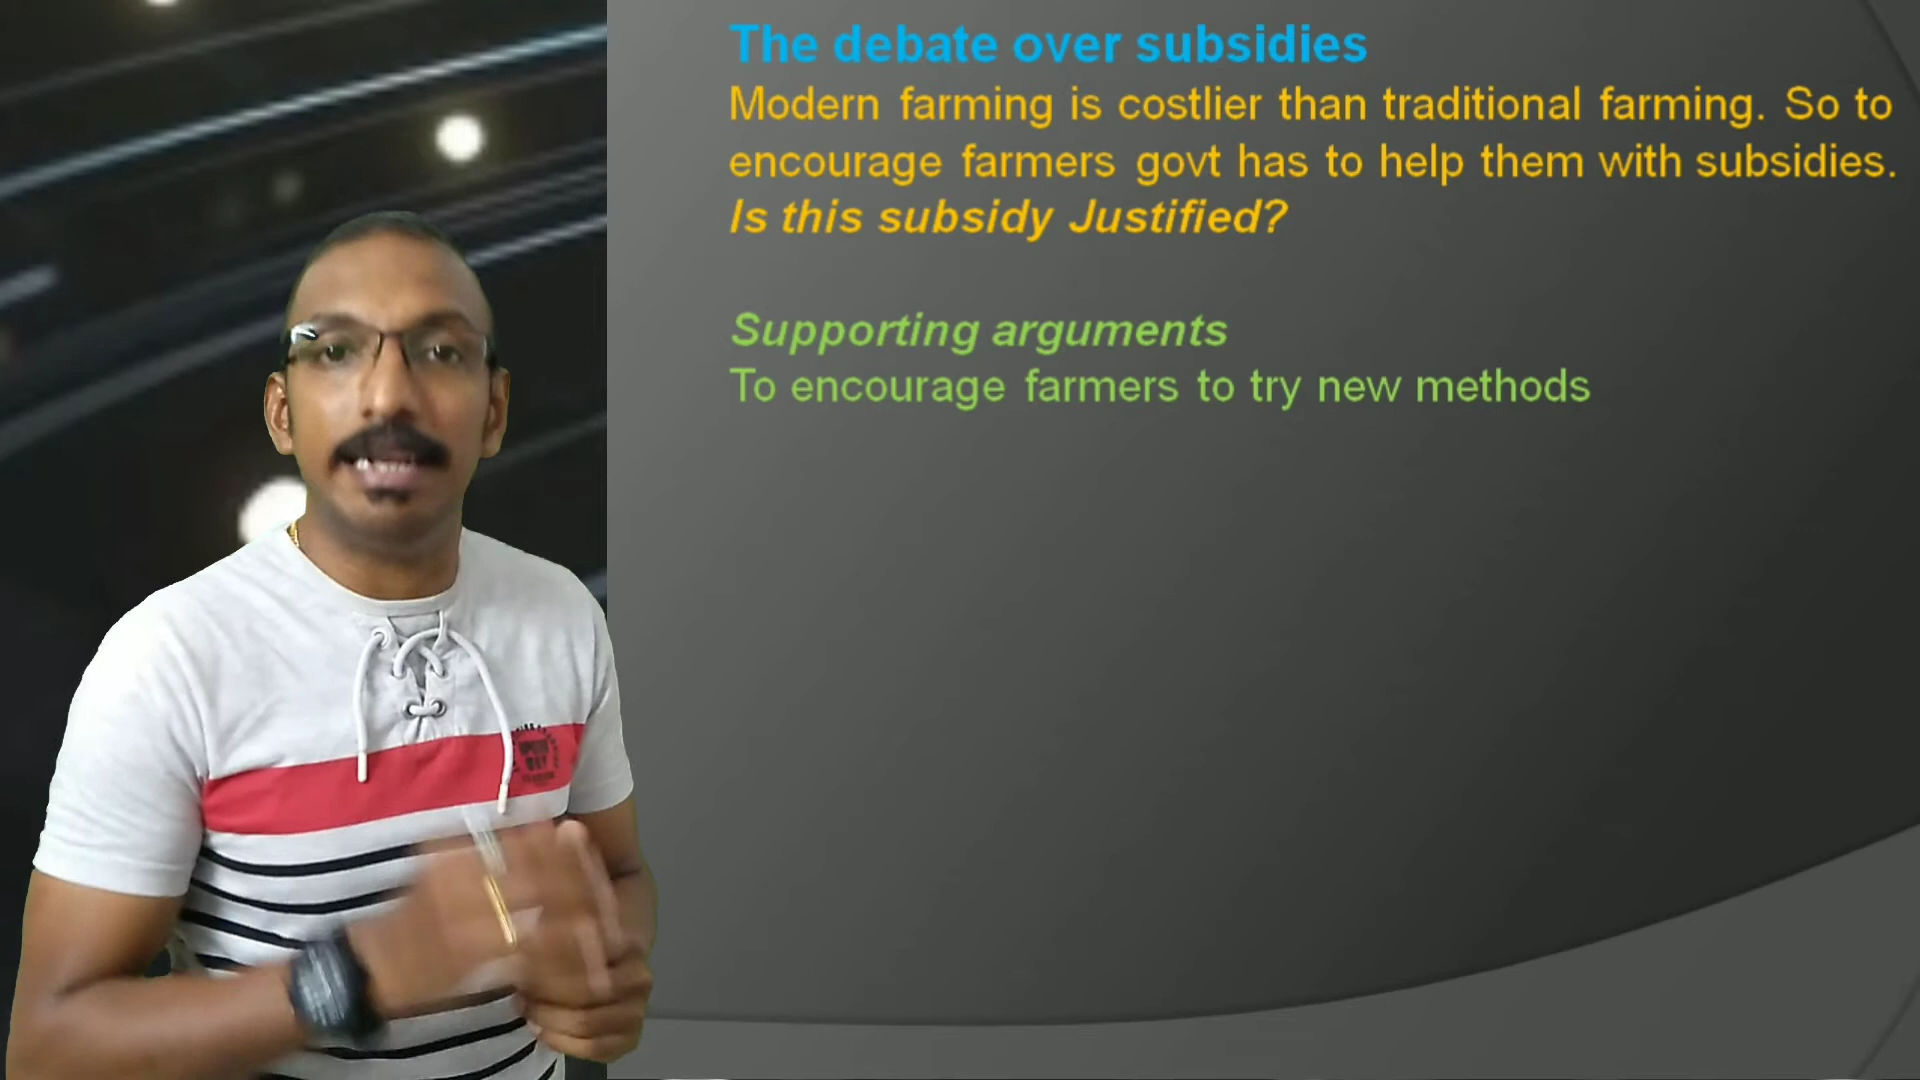 The debate over subsidies
Modern farming is costlier than traditional farming. So to
encourage farmers govt has to help them with subsidies.
Is this subsidy Justified?
Supporting arguments
To encourage farmers to try new methods